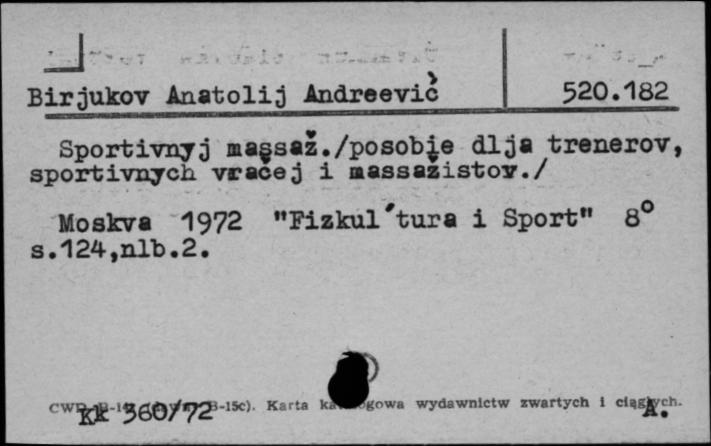 Birjukov Anatolij Andreevič 520.182
Sportivnyj massaž./posobie dlja trenerov,
sportivnych vračej i massažistov./
Moskva 1972 "Fizkul´tura i Sport" 8°
s.124,nlb.2.
B-15c). Karta wydawnictw zwartych i ciągłych.
KK 360/72 A.